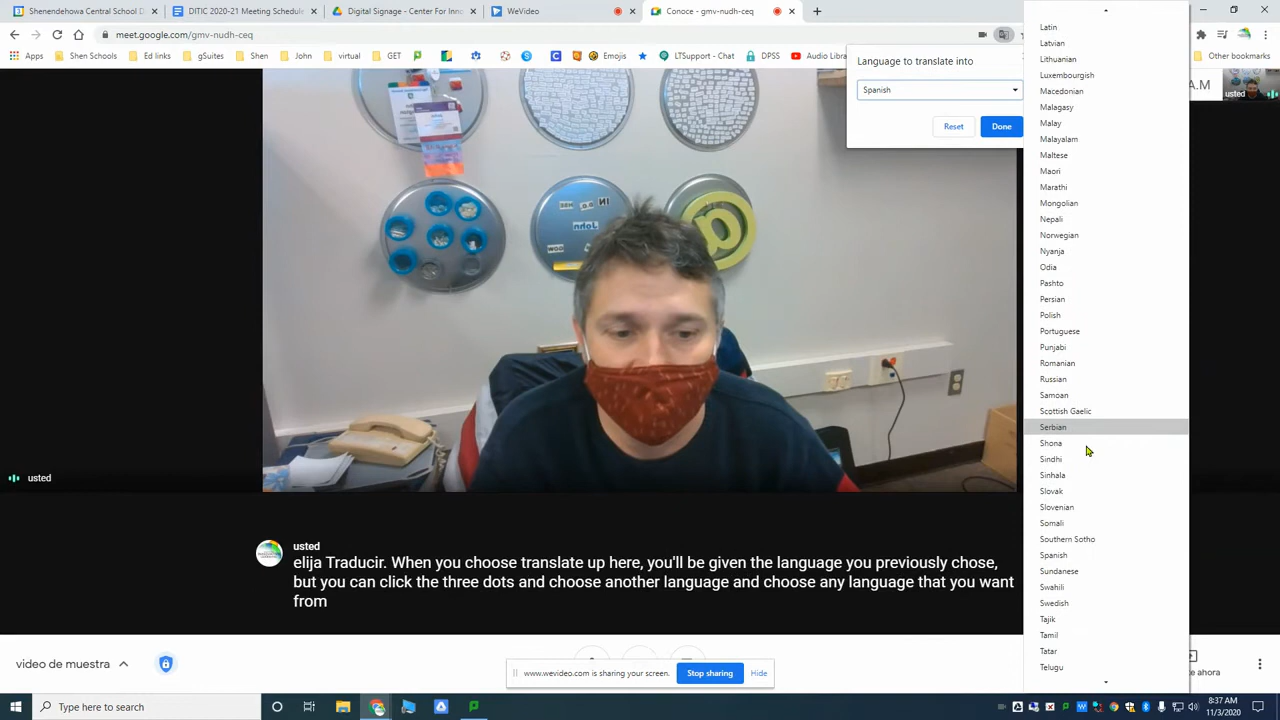 Shenendehowa Central School D
DITIC 2020-21 Meeting Schedule
Digital Signage - Center For Inno
WeVideo
Conoce - gmv-nudh-ceq
meet.google.com/gmv-nudh-ceq
Apps
Shen Schools
Ed links
gSuites
Shen
John
virtual
GET
Emojis
LTSupport - Chat
DPSS
Audio Libra
Other bookmarks
Language to translate into
Spanish
Reset
Done
A.M
usted
Latin
Latvian
Lithuanian
Luxembourgish
Macedonian
Malagasy
Malay
Malayalam
Maltese
Maori
Marathi
Mongolian
Nepali
Norwegian
Nyanja
Odia
Pashto
Persian
Polish
Portuguese
Punjabi
Romanian
Russian
Samoan
Scottish Gaelic
Serbian
Shona
Sindhi
Sinhala
Slovak
Slovenian
Somali
Southern Sotho
Spanish
Sundanese
Swahili
Swedish
Tajik
Tamil
Tatar
Telugu
usted
usted
elija Traducir. When you choose translate up here, you'll be given the language you previously chose,
but you can click the three dots and choose another language and choose any language that you want
from
video de muestra
www.wevideo.com is sharing your screen.
Stop sharing
Hide
te ahora
Type here to search
8:37 AM
11/3/2020